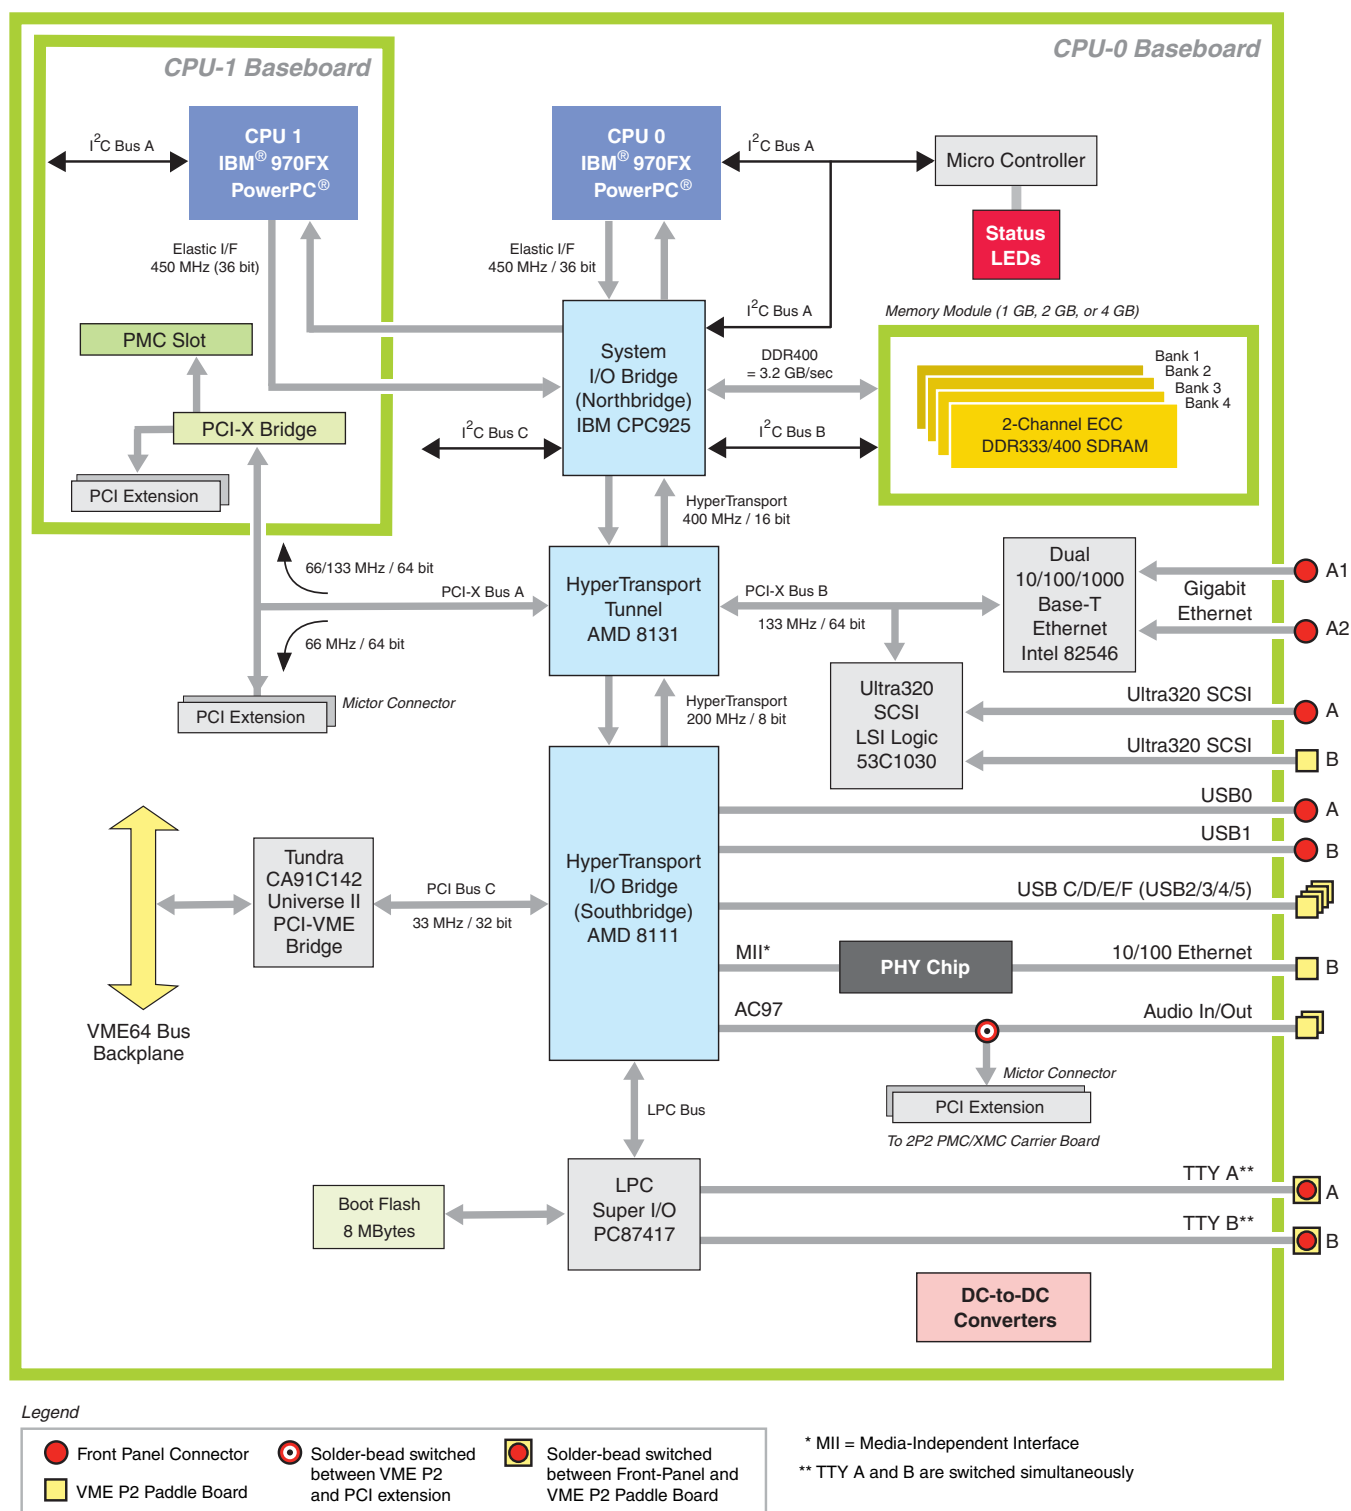 CPU-1 Baseboard
CPU-0 Baseboard
I2C Bus A
CPU 1
IBM® 970FX
PowerPC®
CPU 0
IBM® 970FX
PowerPC®
I2C Bus A
Micro Controller
Status
LEDs
Elastic I/F
450 MHz (36 bit)
Elastic I/F
450 MHz / 36 bit
I2C Bus A
Memory Module (1 GB, 2 GB, or 4 GB)
PMC Slot
System
I/O Bridge
(Northbridge)
IBM CPC925
DDR400
= 3.2 GB/sec
Bank 1
Bank 2
Bank 3
Bank 4
2-Channel ECC
DDR333/400 SDRAM
PCI-X Bridge
I2C Bus C
I2C Bus B
PCI Extension
HyperTransport
400 MHz / 16 bit
66/133 MHz / 64 bit
PCI-X Bus A
66 MHz / 64 bit
HyperTransport
Tunnel
AMD 8131
PCI-X Bus B
133 MHz / 64 bit
Dual
10/100/1000
Base-T
Ethernet
Intel 82546
Gigabit
Ethernet
A1
A2
PCI Extension
Mictor Connector
HyperTransport
200 MHz / 8 bit
Ultra320
SCSI
LSI Logic
53C1030
Ultra320 SCSI
A
Ultra320 SCSI
B
USB0
A
USB1
B
Tundra
CA91C142
Universe II
PCI-VME
Bridge
PCI Bus C
33 MHz / 32 bit
HyperTransport
I/O Bridge
(Southbridge)
AMD 8111
USB C/D/E/F (USB2/3/4/5)
MII*
PHY Chip
10/100 Ethernet
B
AC97
Audio In/Out
VME64 Bus
Backplane
Mictor Connector
PCI Extension
To 2P2 PMC/XMC Carrier Board
LPC Bus
Boot Flash
8 MBytes
LPC
Super I/O
PC87417
TTY A**
A
TTY B**
B
DC-to-DC
Converters
Legend
Front Panel Connector
VME P2 Paddle Board
Solder-bead switched
between VME P2
and PCI extension
Solder-bead switched
between Front-Panel and
VME P2 Paddle Board
* MII = Media-Independent Interface
** TTY A and B are switched simultaneously